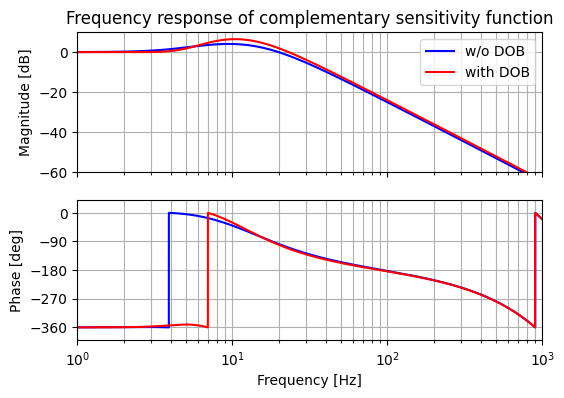 Frequency response of complementary sensitivity function
Magnitude [dB]
0
−20
−40
−60
w/o DOB
with DOB
Phase [deg]
0
−90
−180
−270
−360
10^0
10^1
10^2
10^3
Frequency [Hz]